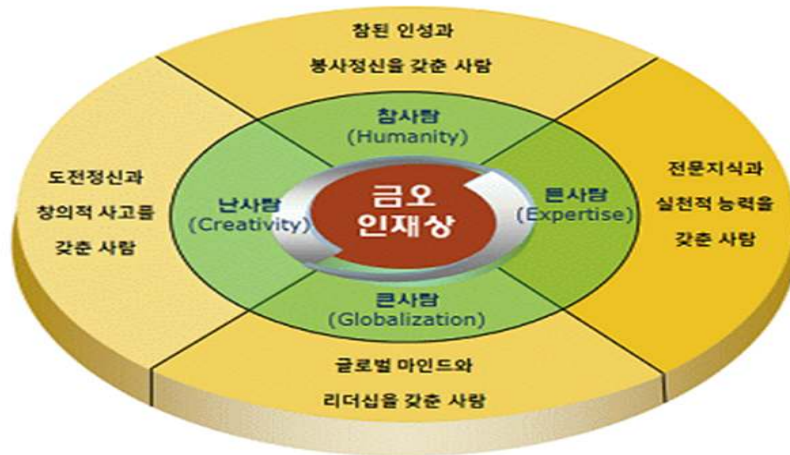 참된 인성과
봉사정신을 갖춘 사람
참사람
(Humanity)
도전정신과
창의적 사고를
갖춘 사람
난사람
(Creativity)
금오
인재상
든사람
(Expertise)
전문지식과
실천적 능력을
갖춘 사람
큰사람
(Globalization)
글로벌 마인드와
리더십을 갖춘 사람